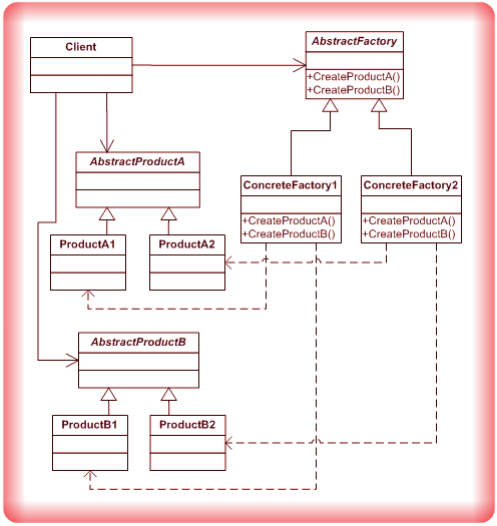 Client
AbstractFactory
+CreateProductA()
+CreateProductB()
AbstractProductA
ConcreteFactory1
+CreateProductA()
+CreateProductB()
ConcreteFactory2
+CreateProductA()
+CreateProductB()
ProductA1
ProductA2
AbstractProductB
ProductB1
ProductB2